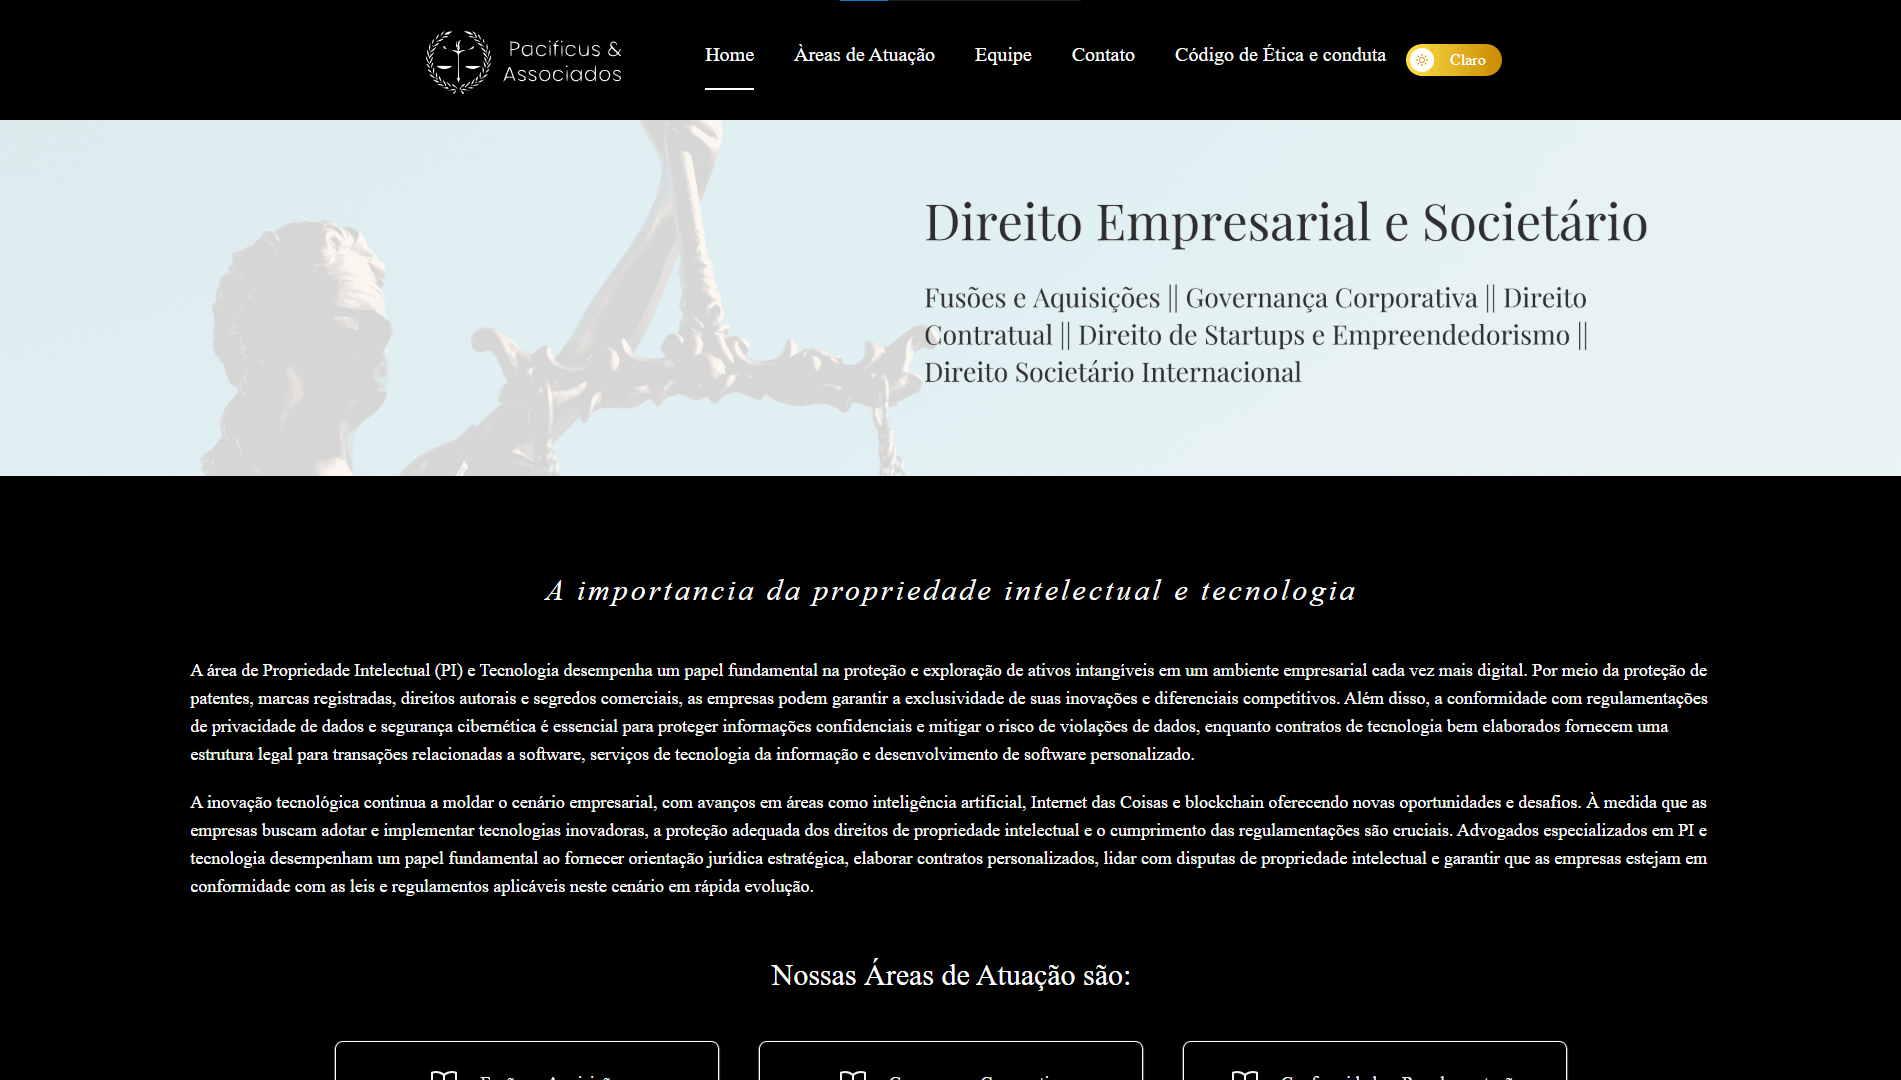 Pacificus &
Associados
Home Àreas de Atuação Equipe Contato Código de Ética e conduta Claro
Direito Empresarial e Societário
Fusões e Aquisições || Governança Corporativa || Direito
Contratual || Direito de Startups e Empreendedorismo ||
Direito Societário Internacional
A importancia da propriedade intelectual e tecnologia
A área de Propriedade Intelectual (PI) e Tecnologia desempenha um papel fundamental na proteção e exploração de ativos intangíveis em um ambiente empresarial cada vez mais digital. Por meio da proteção de
patentes, marcas registradas, direitos autorais e segredos comerciais, as empresas podem garantir a exclusividade de suas inovações e diferenciais competitivos. Além disso, a conformidade com regulamentações
de privacidade de dados e segurança cibernética é essencial para proteger informações confidenciais e mitigar o risco de violações de dados, enquanto contratos de tecnologia bem elaborados fornecem uma
estrutura legal para transações relacionadas a software, serviços de tecnologia da informação e desenvolvimento de software personalizado.
A inovação tecnológica continua a moldar o cenário empresarial, com avanços em áreas como inteligência artificial, Internet das Coisas e blockchain oferecendo novas oportunidades e desafios. À medida que as
empresas buscam adotar e implementar tecnologias inovadoras, a proteção adequada dos direitos de propriedade intelectual e o cumprimento das regulamentações são cruciais. Advogados especializados em PI e
tecnologia desempenham um papel fundamental ao fornecer orientação jurídica estratégica, elaborar contratos personalizados, lidar com disputas de propriedade intelectual e garantir que as empresas estejam em
conformidade com as leis e regulamentos aplicáveis neste cenário em rápida evolução.
Nossas Áreas de Atuação são: